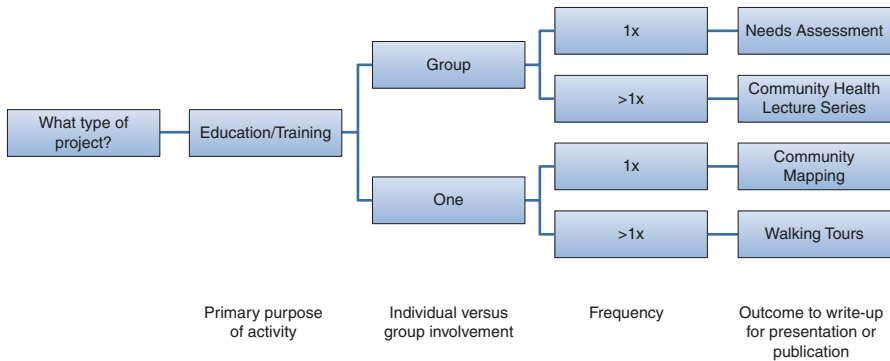 What type of
project?
Education/Training
Group
One
1x
>1x
1x
>1x
Needs Assessment
Community Health
Lecture Series
Community
Mapping
Walking Tours
Primary purpose
of activity
Individual versus
group involvement
Frequency
Outcome to write-up
for presentation or
publication